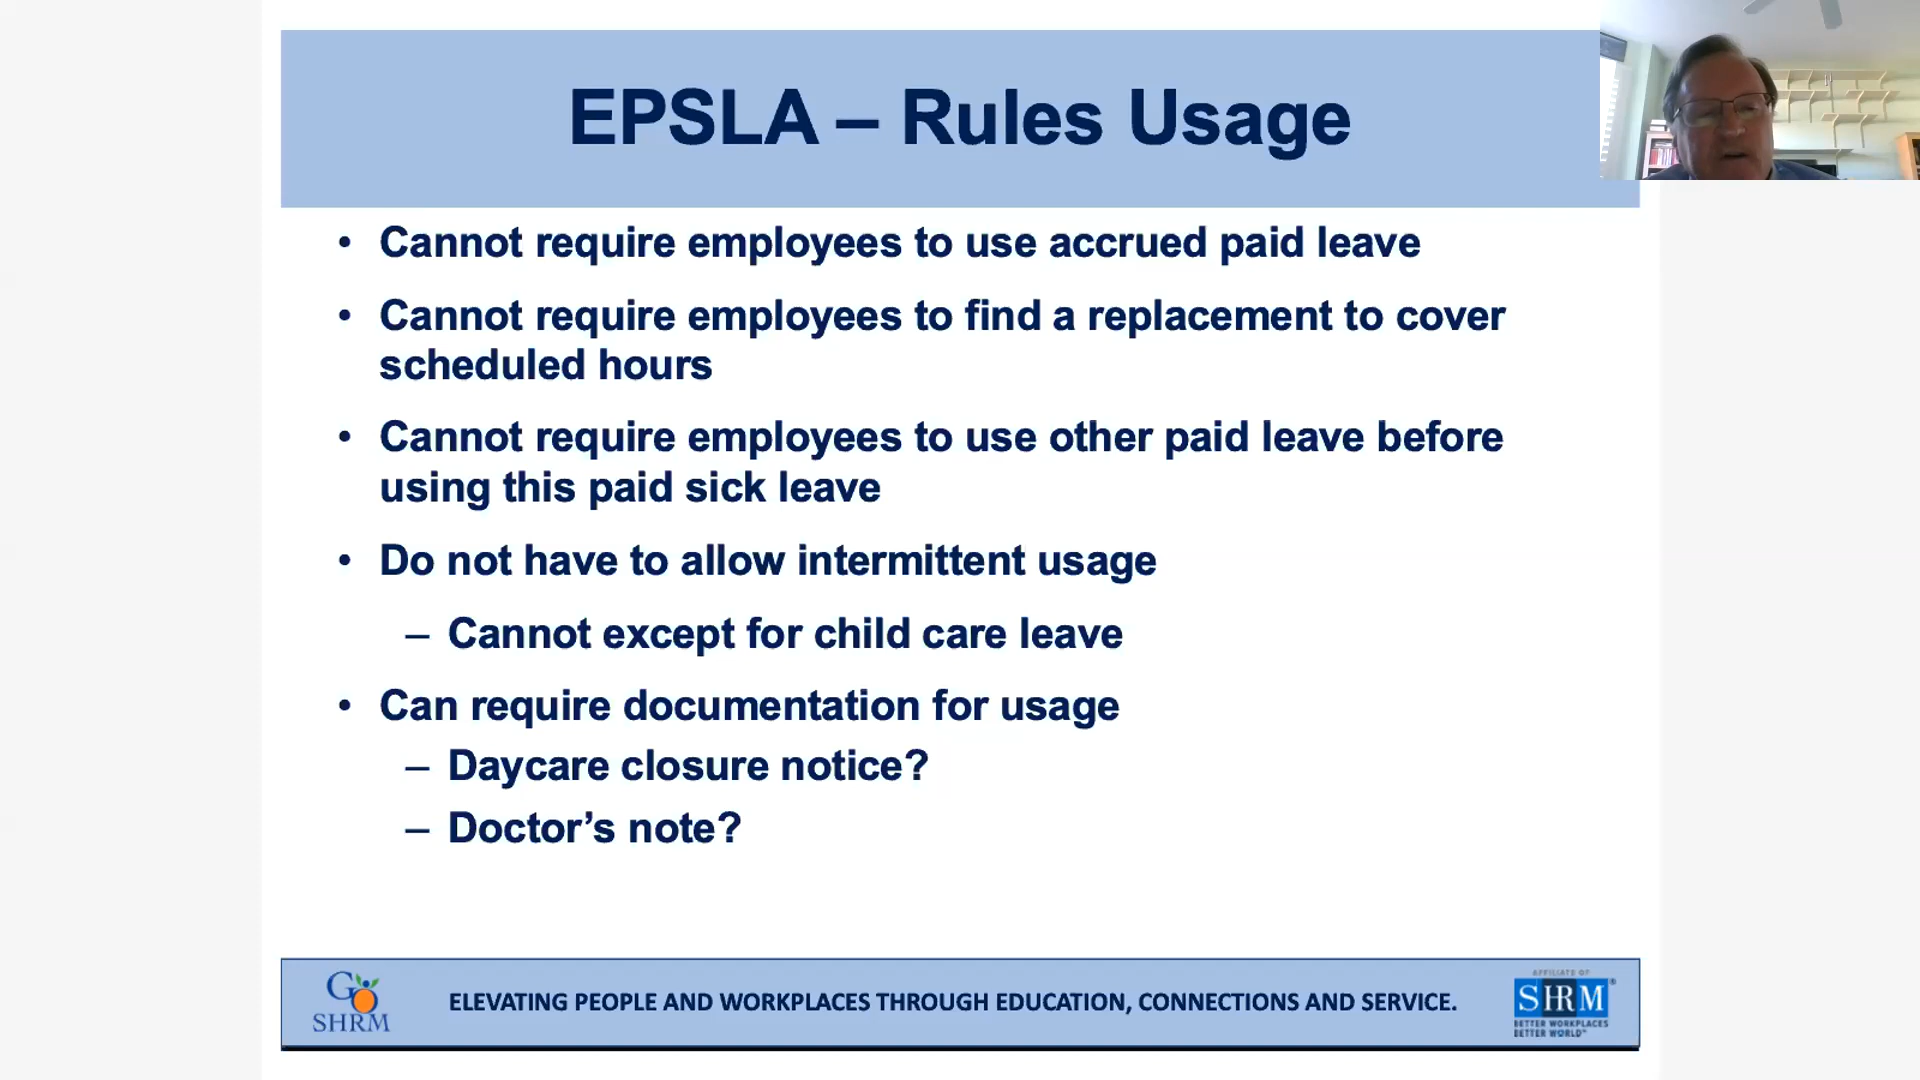 EPSLA – Rules Usage
• Cannot require employees to use accrued paid leave
• Cannot require employees to find a replacement to cover
scheduled hours
• Cannot require employees to use other paid leave before
using this paid sick leave
• Do not have to allow intermittent usage
– Cannot except for child care leave
• Can require documentation for usage
– Daycare closure notice?
– Doctor’s note?
GO
SHRM
ELEVATING PEOPLE AND WORKPLACES THROUGH EDUCATION, CONNECTIONS AND SERVICE.
AFFILIATE OF
SHRM®
BETTER WORKPLACES
BETTER WORLD™